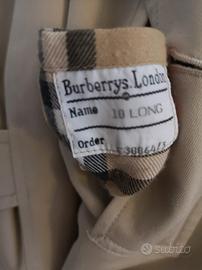 Burberrys. London
Name 10 LONG
Order
subito